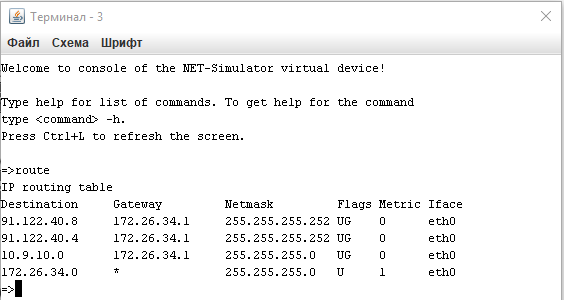 Терминал - 3
Файл Схема Шрифт
Welcome to console of the NET-Simulator virtual device!
Type help for list of commands. To get help for the command
type <command> -h.
Press Ctrl+L to refresh the screen.
=>route
IP routing table
Destination Gateway Netmask Flags Metric Iface
91.122.40.8 172.26.34.1 255.255.255.252 UG 0 eth0
91.122.40.4 172.26.34.1 255.255.255.252 UG 0 eth0
10.9.10.0 172.26.34.1 255.255.255.0 UG 0 eth0
172.26.34.0 * 255.255.255.0 U 1 eth0
=>